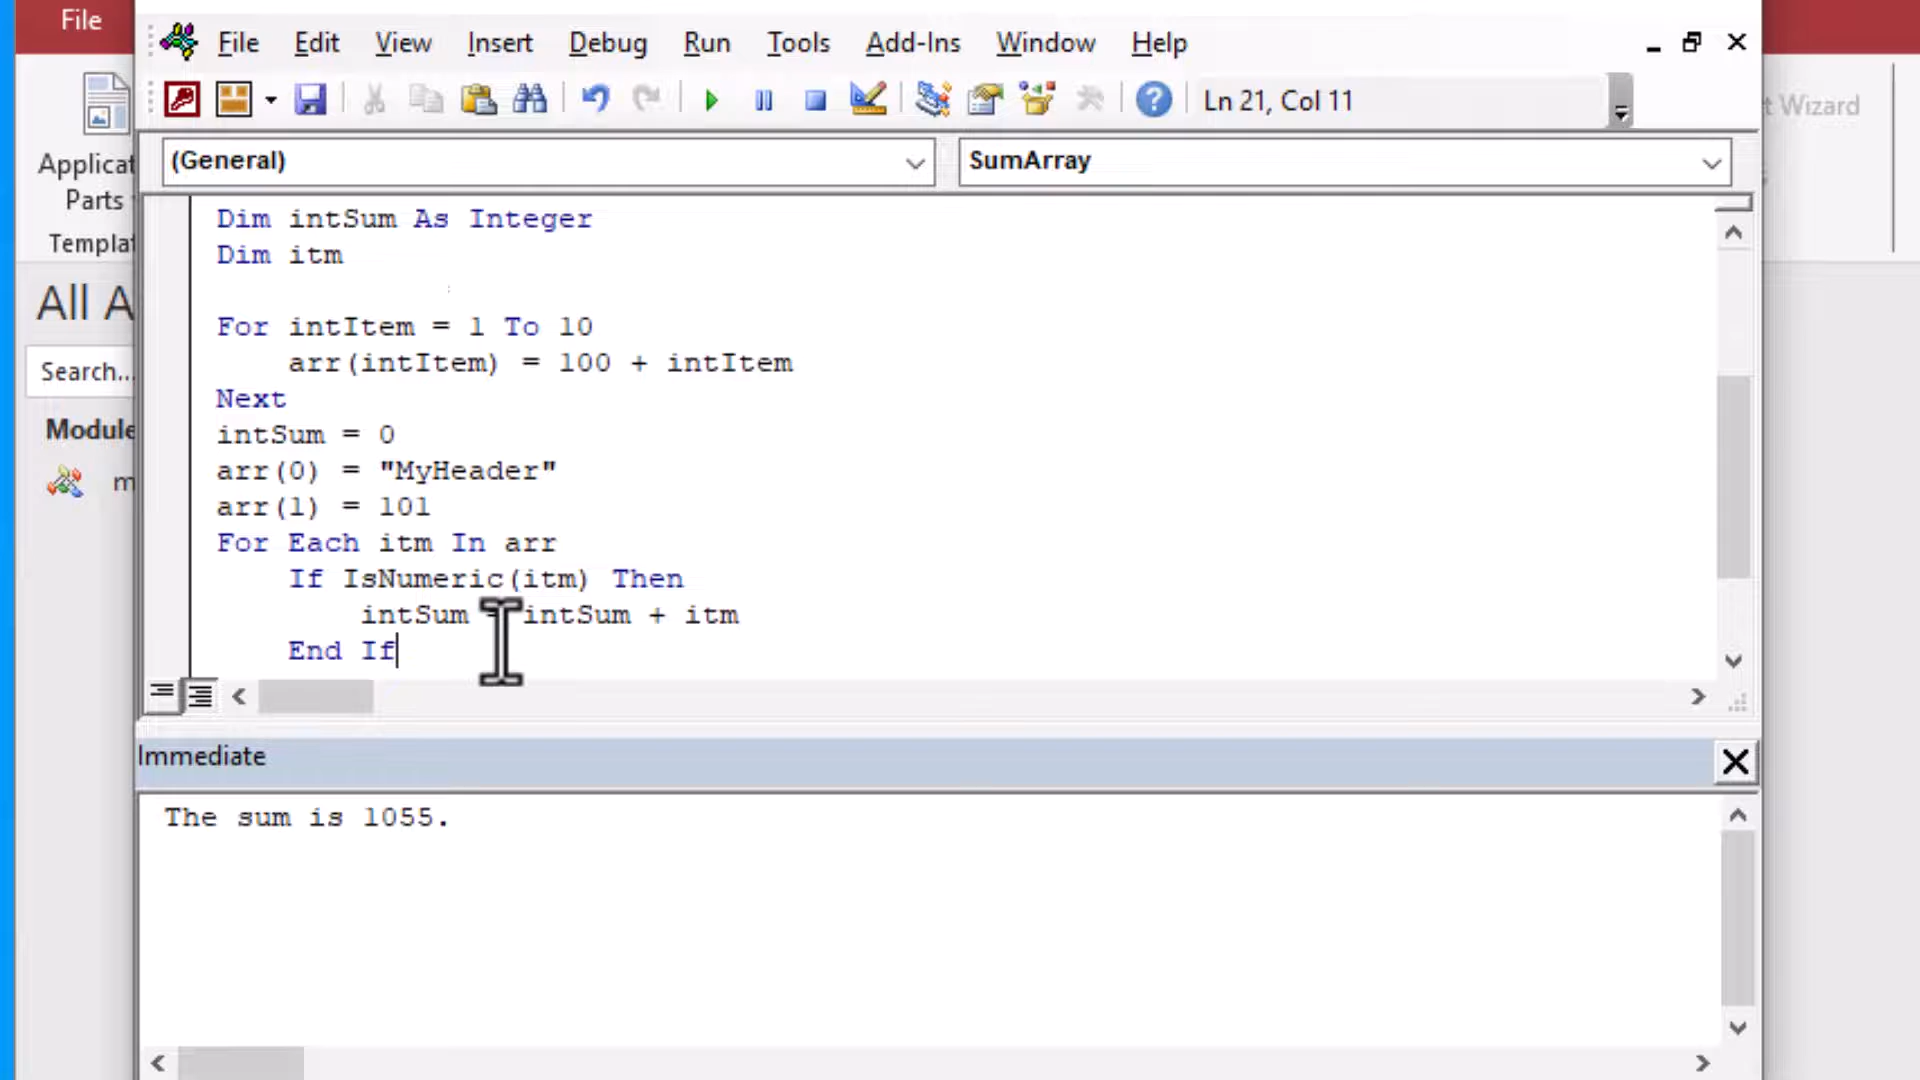 File
File Edit View Insert Debug Run Tools Add-Ins Window Help
Ln 21, Col 11
t Wizard
Applicat
Parts
Templat
(General)
SumArray
All A
Search...
Module
m
Dim intSum As Integer
Dim itm
For intItem = 1 To 10
arr(intItem) = 100 + intItem
Next
intSum = 0
arr(0) = "MyHeader"
arr(1) = 101
For Each itm In arr
If IsNumeric(itm) Then
intSum = intSum + itm
End If
Immediate
The sum is 1055.